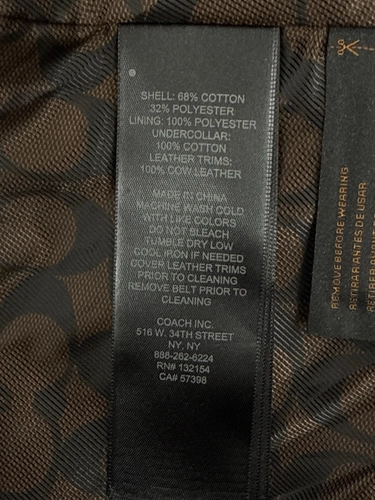 SHELL: 68% COTTON
32% POLYESTER
LINING: 100% POLYESTER
UNDERCOLLAR:
100% COTTON
LEATHER TRIMS:
100% COW LEATHER
MADE IN CHINA
MACHINE WASH COLD
WITH LIKE COLORS
DO NOT BLEACH
TUMBLE DRY LOW
COOL IRON IF NEEDED
COVER LEATHER TRIMS
PRIOR TO CLEANING
REMOVE BELT PRIOR TO
CLEANING
COACH INC.
516 W. 34TH STREET
NY, NY
888-262-6224
RN# 132154
CA# 57398
REMOVE BEFORE WEARING
RETIRAR ANTES DE USAR
RETIRER